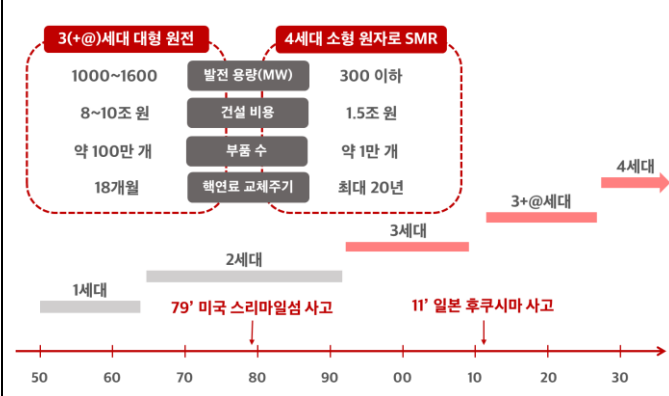 3(+@)세대 대형 원전
4세대 소형 원자로 SMR
1000~1600 발전 용량(MW) 300 이하
8~10조 원 건설 비용 1.5조 원
약 100만 개 부품 수 약 1만 개
18개월 핵연료 교체주기 최대 20년
4세대
3+@세대
3세대
2세대
1세대
79’ 미국 스리마일섬 사고
11’ 일본 후쿠시마 사고
50 60 70 80 90 00 10 20 30